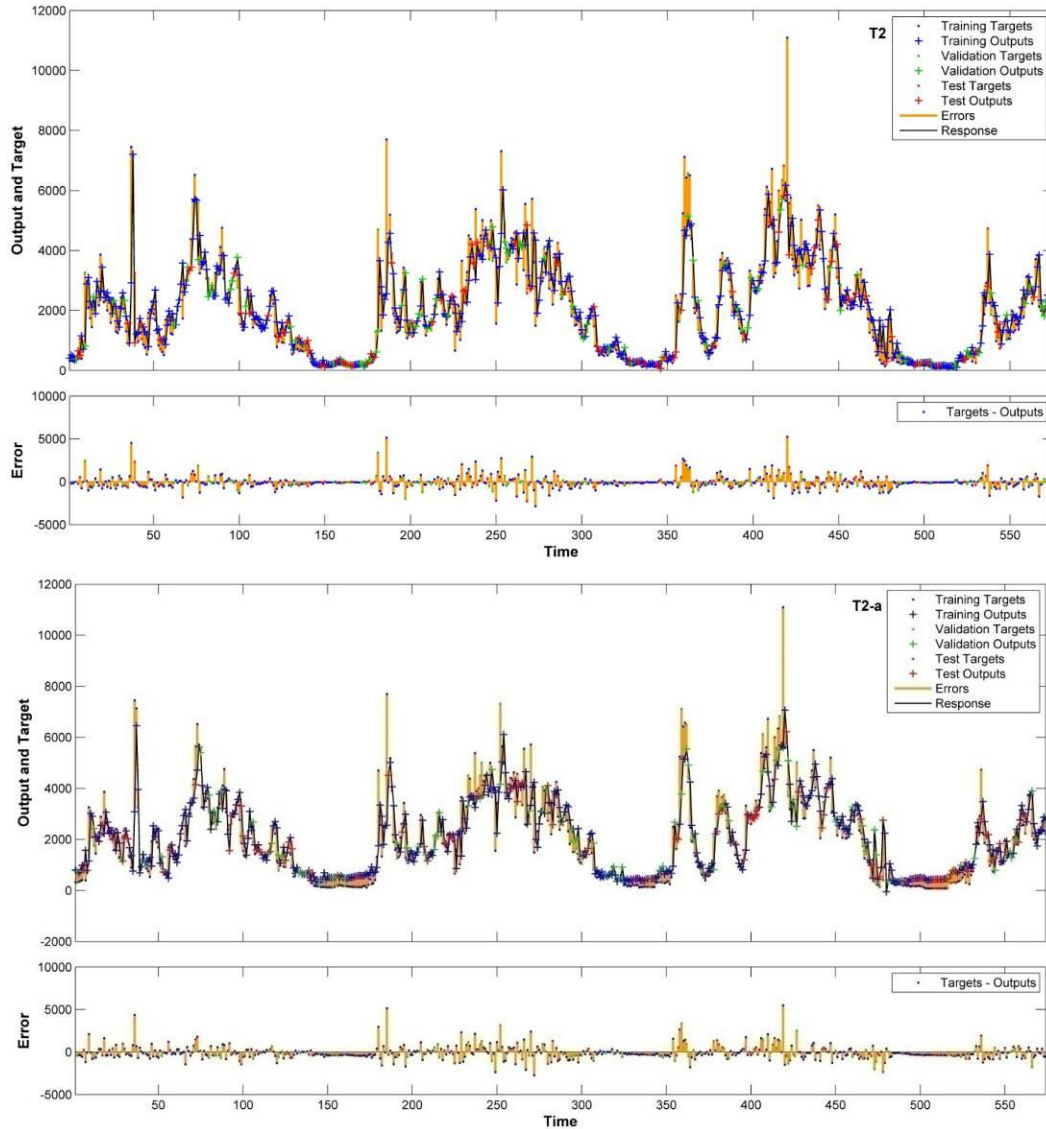 T2
Training Targets
Training Outputs
Validation Targets
Validation Outputs
Test Targets
Test Outputs
Errors
Response
12000
10000
8000
6000
4000
2000
0
Output and Target
10000
5000
0
-5000
Error
Targets - Outputs
50 100 150 200 250 300 350 400 450 500 550
Time
T2-a
Training Targets
Training Outputs
Validation Targets
Validation Outputs
Test Targets
Test Outputs
Errors
Response
12000
10000
8000
6000
4000
2000
0
-2000
Output and Target
10000
5000
0
-5000
Error
Targets - Outputs
50 100 150 200 250 300 350 400 450 500 550
Time